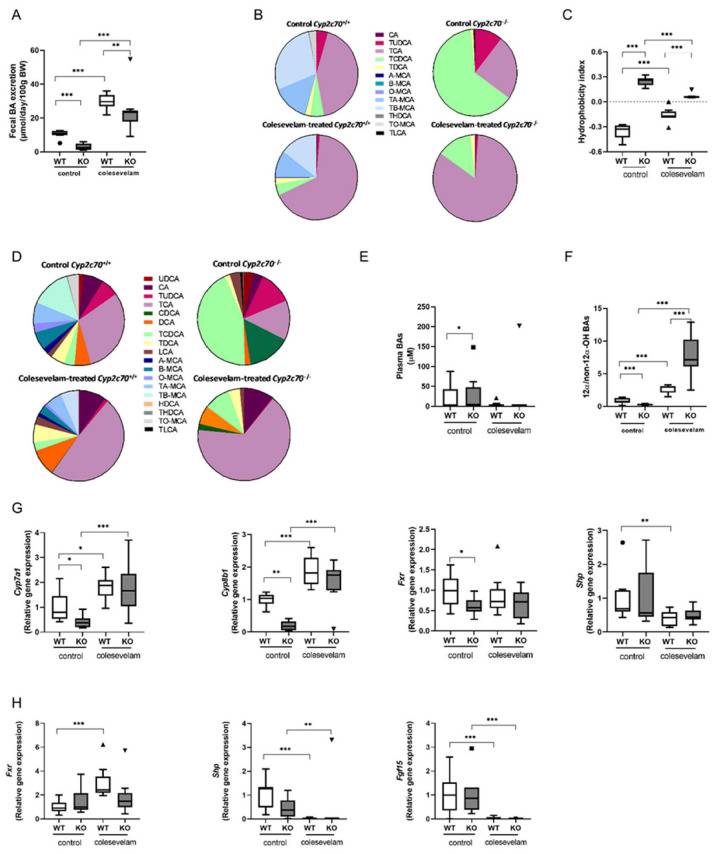 A
Fecal BA excretion
(µmol/day/100g BW)
60
40
20
0
***
***
***
**
WT KO WT KO
control colesevelam
B
Control Cyp2c70+/+
Control Cyp2c70-/-
CA
TUDCA
TCA
TCDCA
TDCA
A-MCA
B-MCA
O-MCA
TA-MCA
TB-MCA
THDCA
TO-MCA
TLCA
Colesevelam-treated Cyp2c70+/+
Colesevelam-treated Cyp2c70-/-
C
Hydrophobicity index
0.6
0.3
0.0
-0.3
-0.6
***
***
***
***
WT KO WT KO
control colesevelam
D
Control Cyp2c70+/+
Control Cyp2c70-/-
UDCA
CA
TUDCA
TCA
CDCA
DCA
TCDCA
TDCA
LCA
A-MCA
B-MCA
O-MCA
TA-MCA
TB-MCA
HDCA
THDCA
TO-MCA
TLCA
Colesevelam-treated Cyp2c70+/+
Colesevelam-treated Cyp2c70-/-
E
Plasma BAs
(µM)
250
200
150
100
50
0
*
WT KO WT KO
control colesevelam
F
12α/non-12α-OH BAs
15
10
5
0
***
***
***
***
WT KO WT KO
control colesevelam
G
Cyp7a1
(Relative gene expression)
4
3
2
1
0
***
*
*
WT KO WT KO
control colesevelam
Cyp8b1
(Relative gene expression)
3
2
1
0
***
***
**
WT KO WT KO
control colesevelam
Fxr
(Relative gene expression)
2.5
2.0
1.5
1.0
0.5
0.0
*
WT KO WT KO
control colesevelam
Shp
(Relative gene expression)
3
2
1
0
**
WT KO WT KO
control colesevelam
H
Fxr
(Relative gene expression)
8
6
4
2
0
***
WT KO WT KO
control colesevelam
Shp
(Relative gene expression)
4
3
2
1
0
**
***
WT KO WT KO
control colesevelam
Fgf15
(Relative gene expression)
4
3
2
1
0
***
***
WT KO WT KO
control colesevelam